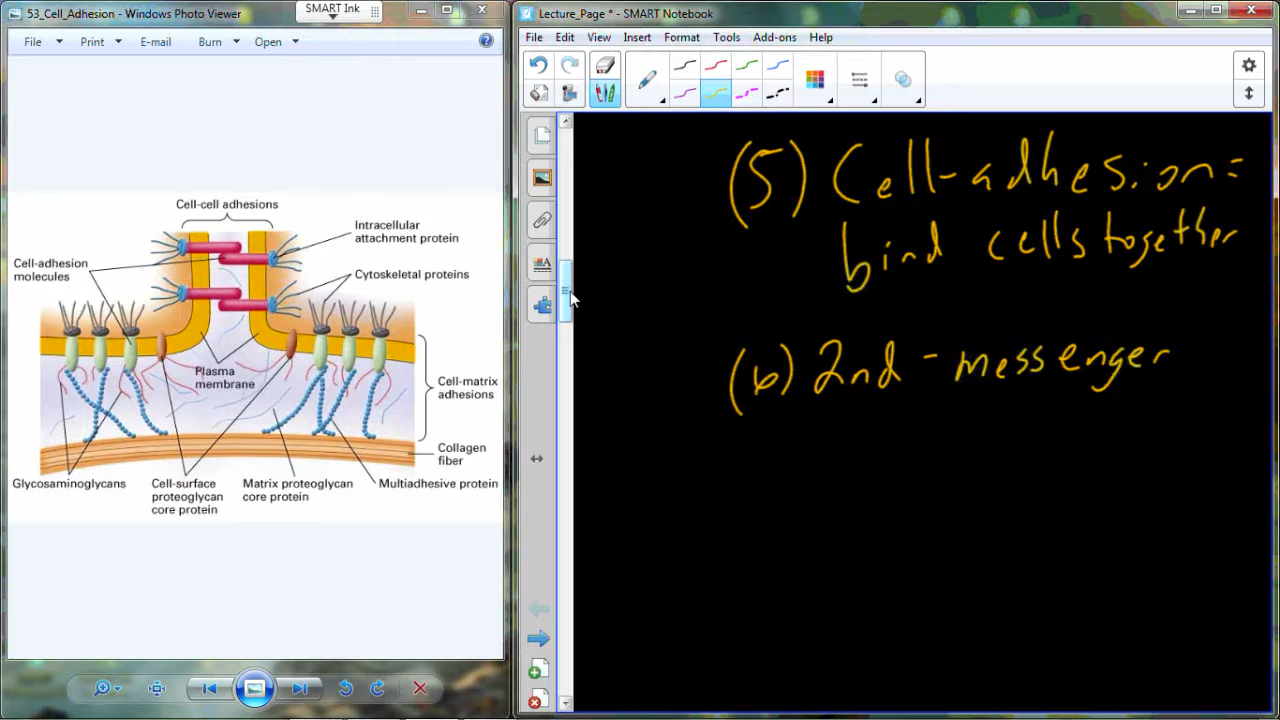 53_Cell_Adhesion - Windows Photo Viewer
SMART Ink
File Print E-mail Burn Open
Cell-cell adhesions
Intracellular
attachment protein
Cell-adhesion
molecules
Cytoskeletal proteins
Plasma
membrane
Cell-matrix
adhesions
Collagen
fiber
Glycosaminoglycans
Cell-surface
proteoglycan
core protein
Matrix proteoglycan
core protein
Multiadhesive protein
Lecture_Page * - SMART Notebook
File Edit View Insert Format Tools Add-ons Help
(5) Cell-adhesion =
bind cells together
(6) 2nd - messenger